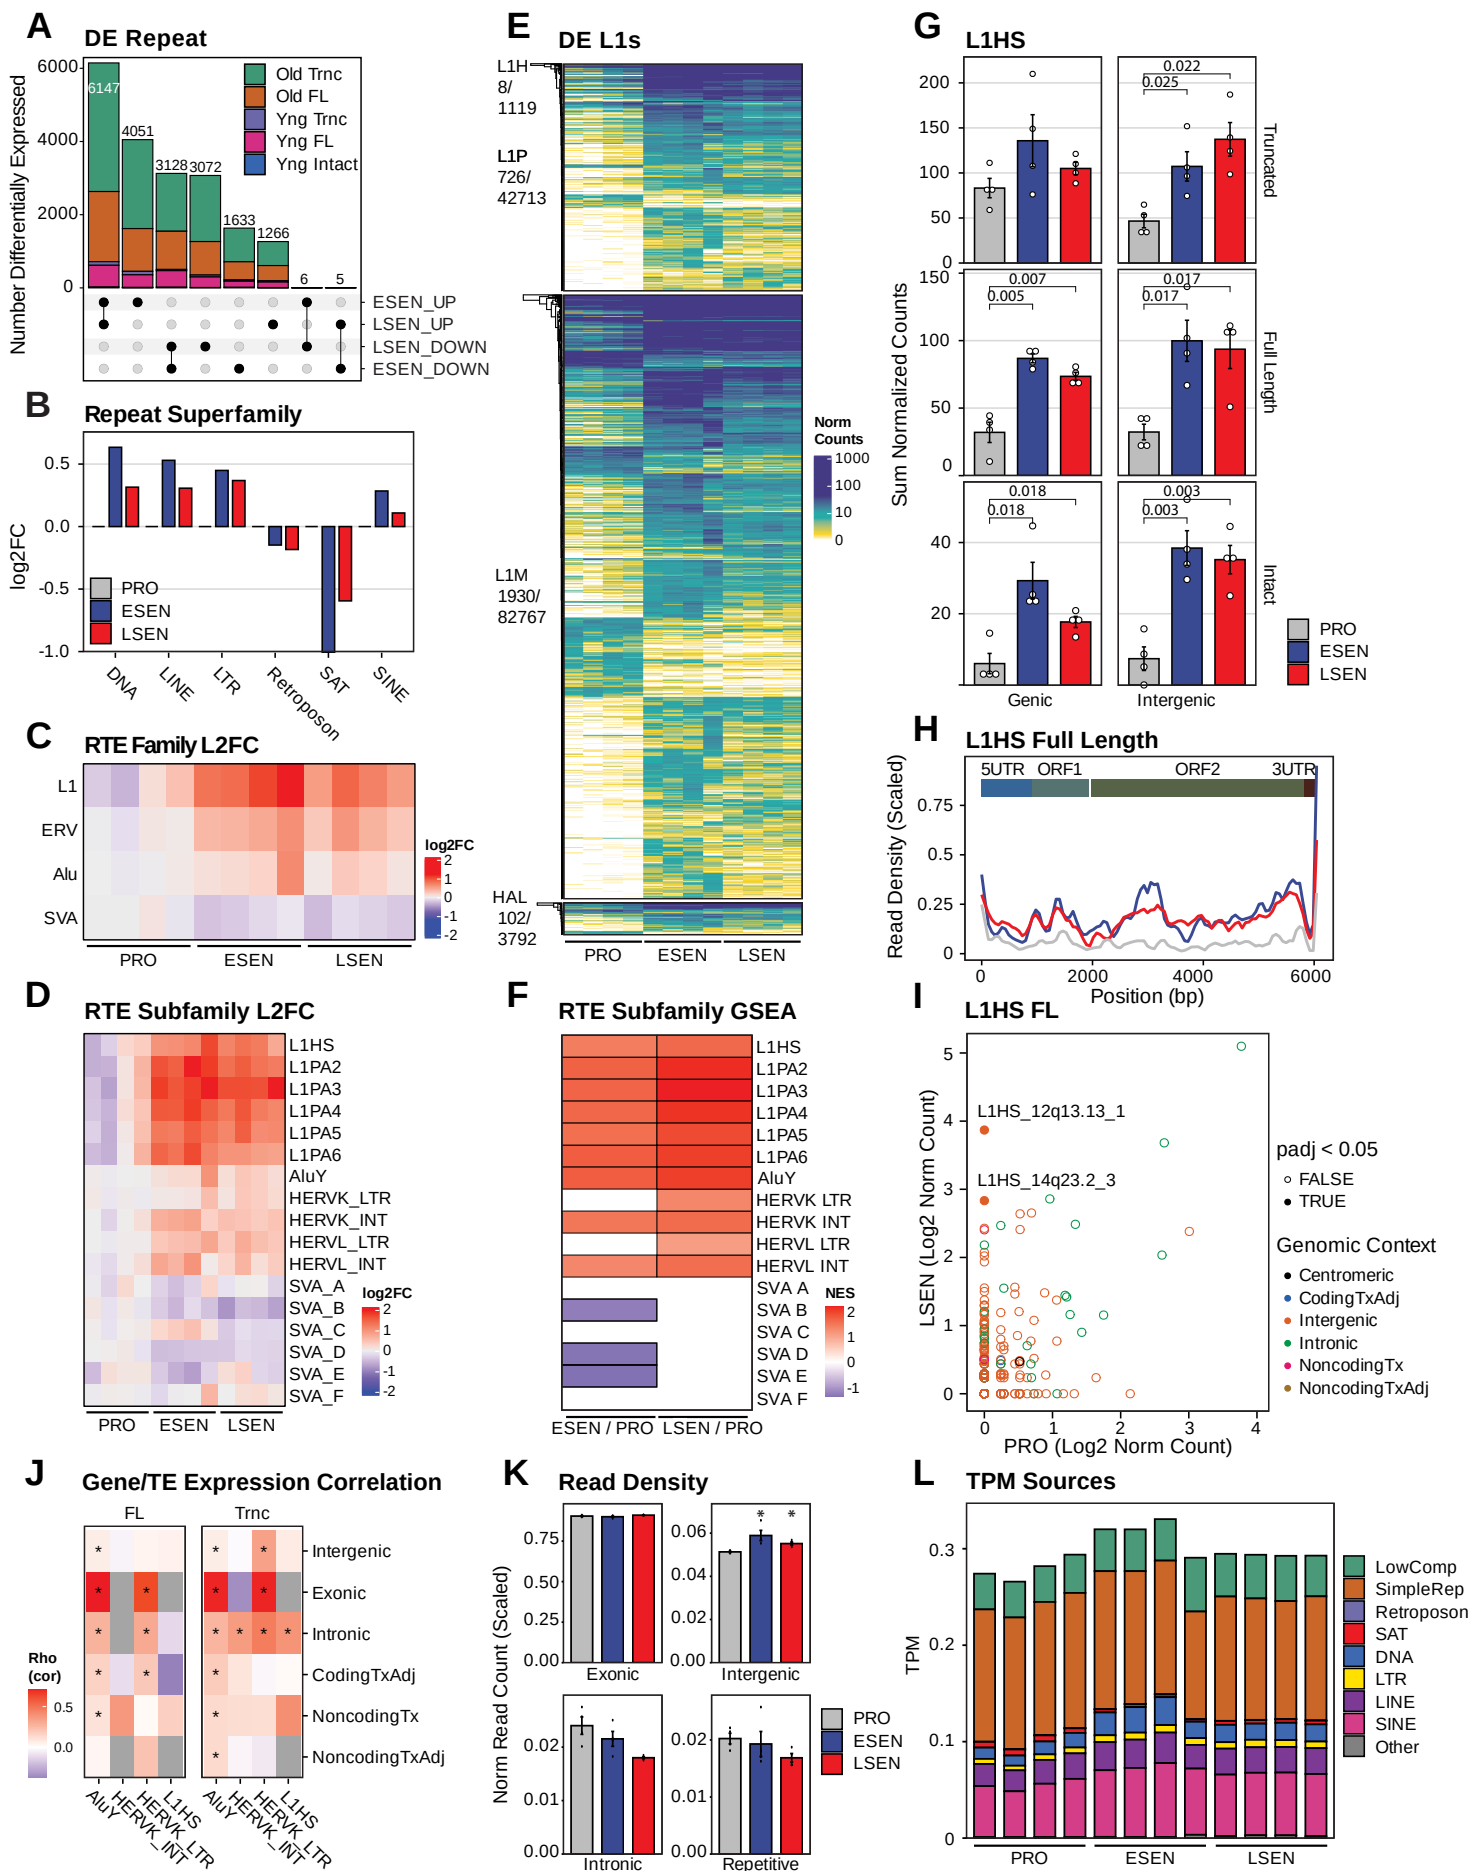 A
DE Repeat
Number Differentially Expressed
6000
4000
2000
0
6147
4051
3128
3072
1633
1266
6
5
Old Trnc
Old FL
Yng Trnc
Yng FL
Yng Intact
ESEN_UP
LSEN_UP
LSEN_DOWN
ESEN_DOWN
B
Repeat Superfamily
log2FC
0.5
0.0
-0.5
-1.0
PRO
ESEN
LSEN
DNA
LINE
LTR
Retroposon
SAT
SINE
C
RTE Family L2FC
L1
ERV
Alu
SVA
log2FC
2
1
0
-1
-2
PRO
ESEN
LSEN
D
RTE Subfamily L2FC
L1HS
L1PA2
L1PA3
L1PA4
L1PA5
L1PA6
AluY
HERVK_LTR
HERVK_INT
HERVL_LTR
HERVL_INT
SVA_A
SVA_B
SVA_C
SVA_D
SVA_E
SVA_F
log2FC
2
1
0
-1
-2
PRO
ESEN
LSEN
E
DE L1s
L1H
8/
1119
L1P
726/
42713
L1M
1930/
82767
HAL
102/
3792
Norm
Counts
1000
100
10
0
PRO
ESEN
LSEN
F
RTE Subfamily GSEA
L1HS
L1PA2
L1PA3
L1PA4
L1PA5
L1PA6
AluY
HERVK LTR
HERVK INT
HERVL LTR
HERVL INT
SVA A
SVA B
SVA C
SVA D
SVA E
SVA F
NES
2
1
0
-1
ESEN / PRO
LSEN / PRO
G
L1HS
Sum Normalized Counts
200
150
100
50
0
0.022
0.025
Truncated
150
100
50
0
0.007
0.005
0.017
0.017
Full Length
40
20
0.018
0.018
0.003
0.003
Intact
Genic
Intergenic
PRO
ESEN
LSEN
H
L1HS Full Length
Read Density (Scaled)
0.75
0.5
0.25
0
5UTR
ORF1
ORF2
3UTR
0
2000
4000
6000
Position (bp)
I
L1HS FL
LSEN (Log2 Norm Count)
5
4
3
2
1
0
L1HS_12q13.13_1
L1HS_14q23.2_3
0
1
2
3
4
PRO (Log2 Norm Count)
padj < 0.05
FALSE
TRUE
Genomic Context
Centromeric
CodingTxAdj
Intergenic
Intronic
NoncodingTx
NoncodingTxAdj
J
Gene/TE Expression Correlation
FL
Trnc
* * *
* * * *
* * * * * *
* * *
* *
*
Intergenic
Exonic
Intronic
CodingTxAdj
NoncodingTx
NoncodingTxAdj
Rho
(cor)
0.5
0.0
AluY
HERVK_INT
HERVK_LTR
L1HS
AluY
HERVK_INT
HERVK_LTR
L1HS
K
Read Density
Norm Read Count (Scaled)
0.75
0.50
0.25
0.00
Exonic
0.06
0.04
0.02
0.00
* *
Intergenic
0.02
0.01
0.00
Intronic
0.02
0.01
0.00
Repetitive
PRO
ESEN
LSEN
L
TPM Sources
TPM
0.3
0.2
0.1
0
PRO
ESEN
LSEN
LowComp
SimpleRep
Retroposon
SAT
DNA
LTR
LINE
SINE
Other